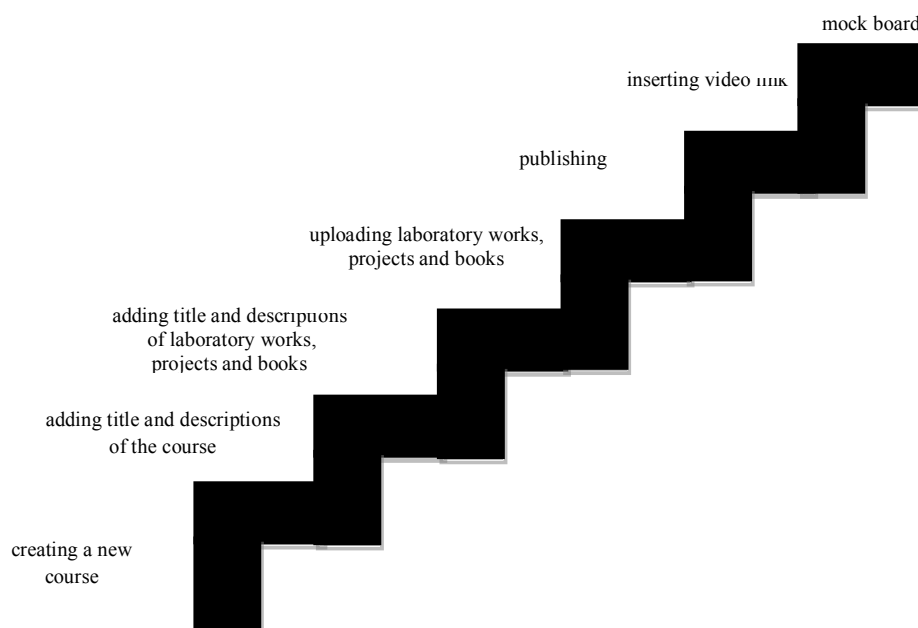 mock board
inserting video link
publishing
uploading laboratory works,
projects and books
adding title and descriptions
of laboratory works,
projects and books
adding title and descriptions
of the course
creating a new
course